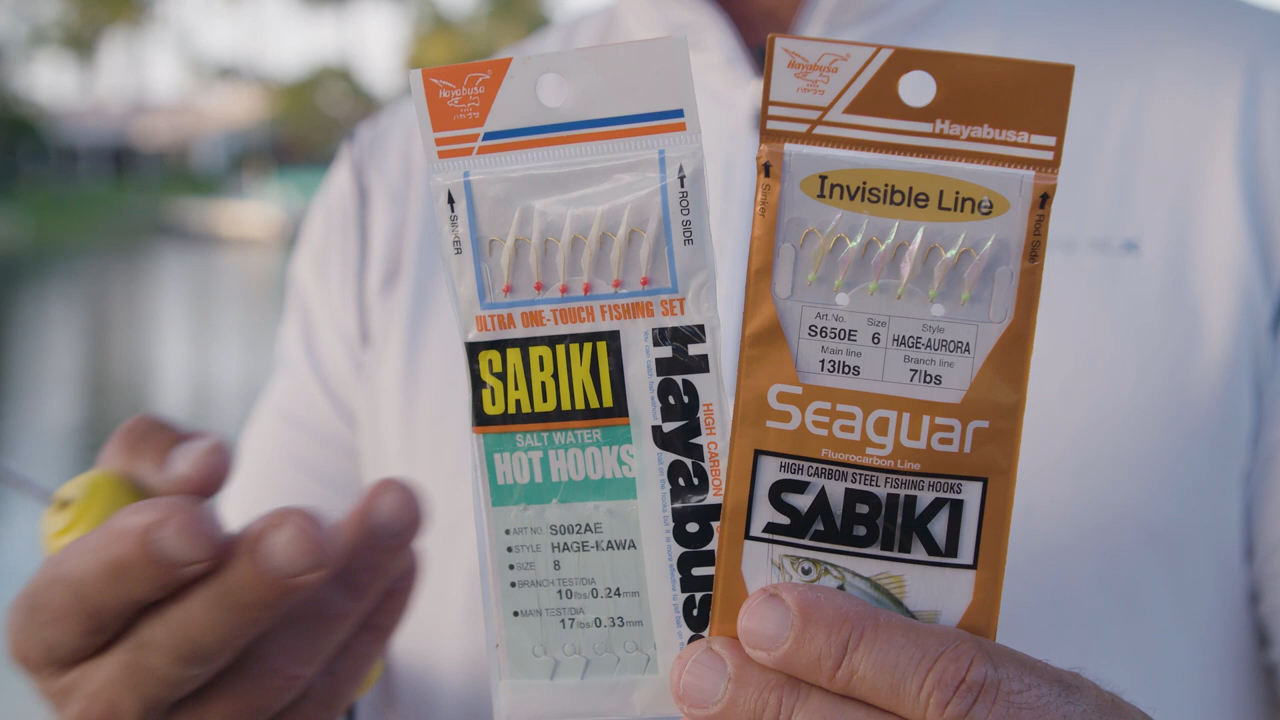 Hayabusa
ハヤブサ
SINKER
ROD SIDE
ULTRA ONE-TOUCH FISHING SET
SABIKI
SALT WATER
HOT HOOKS
Hayabus
HIGH CARBON
ART NO. S002AE
STYLE HAGE-KAWA
SIZE 8
BRANCH TEST/DIA
10lbs/0.24mm
MAIN TEST/DIA
17lbs/0.33mm
Hayabusa
ハヤブサ
Hayabusa
Sinker
Rod Side
Invisible Line
Art.No. Size Style
S650E 6 HAGE-AURORA
Main line Branch line
13lbs 7lbs
Seaguar
Fluorocarbon Line
HIGH CARBON STEEL FISHING HOOKS
SABIKI